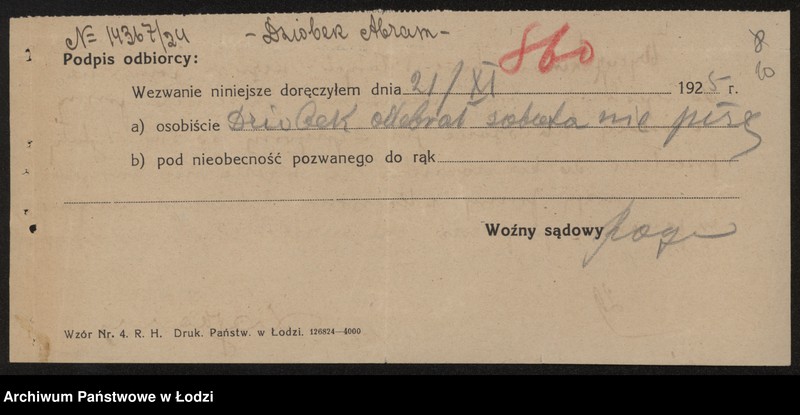 N= 14367/24 -Dziobek Abram- 860
8
10
Podpis odbiorcy:
Wezwanie niniejsze doręczyłem dnia 21/XI 1925 r.
a) osobiście Dziobek odebrał sobota nie pisze
b) pod nieobecność pozwanego do rąk
Woźny sądowy
Wzór Nr. 4. R. H. Druk. Państw. w Łodzi. 126824—4000
Archiwum Państwowe w Łodzi